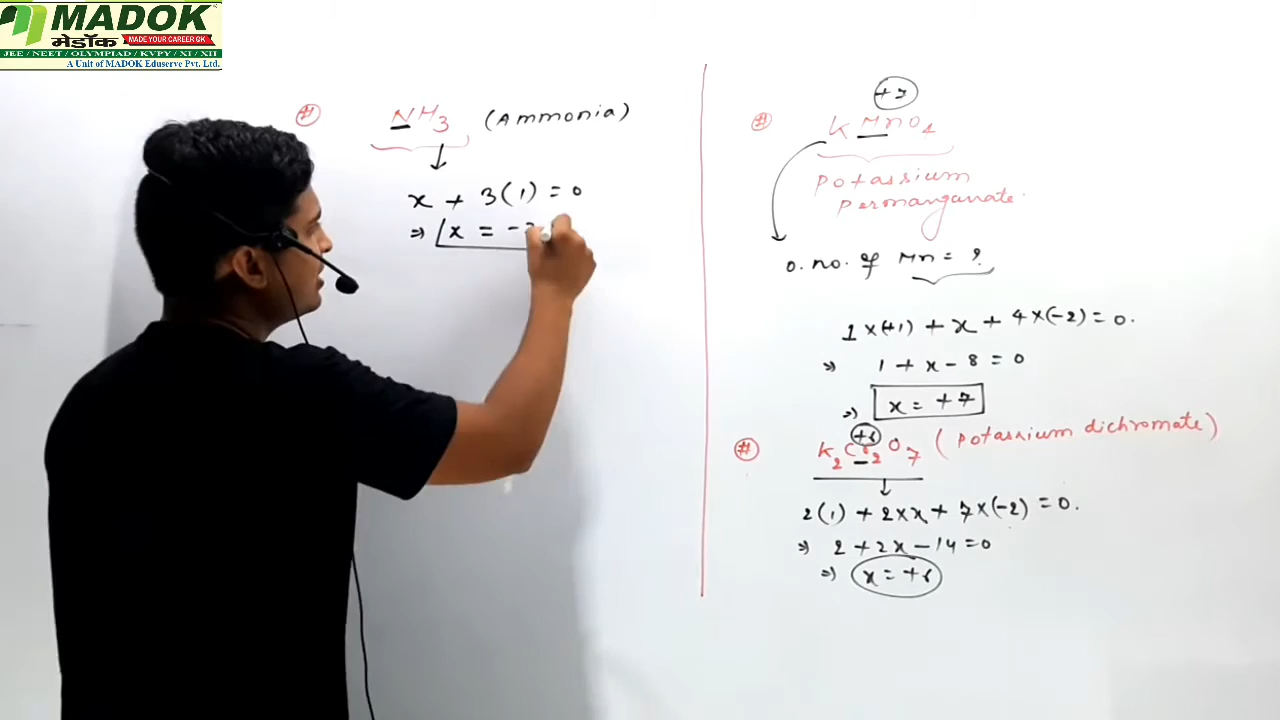 MADOK
मेडॉक MADE YOUR CAREER GK
JEE / NEET / OLYMPIAD / KVPY / XI / XII
A Unit of MADOK Eduserve Pvt. Ltd.
# NH3 (Ammonia)
x + 3(1) = 0
⇒ x = -3
+7
# KMnO4
Potassium
Permanganate
o. no. of Mn = ?
1×(+1) + x + 4×(-2) = 0.
⇒ 1 + x - 8 = 0
⇒) x = +7
+6
# K2Cr2O7 (Potassium dichromate)
2(1) + 2×x + 7×(-2) = 0.
⇒ 2 + 2x - 14 = 0
⇒) x = +6